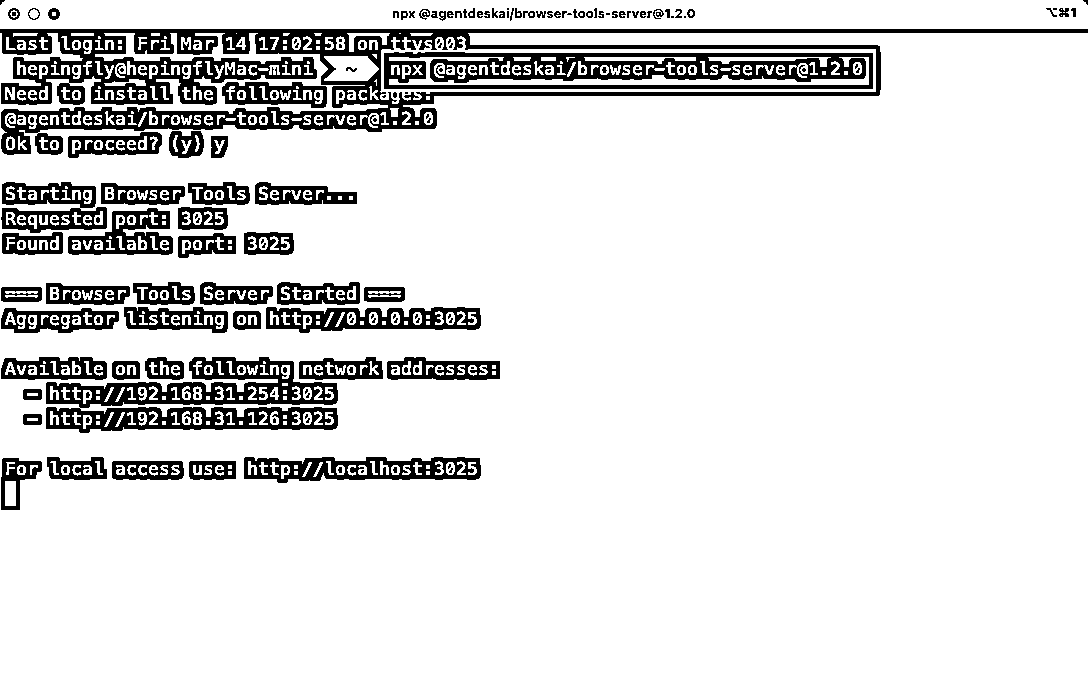 npx @agentdeskai/browser-tools-server@1.2.0
⌥⌘1
Last login: Fri Mar 14 17:02:58 on ttys003
hepingfly@hepingflyMac-mini ~ npx @agentdeskai/browser-tools-server@1.2.0
Need to install the following packages:
@agentdeskai/browser-tools-server@1.2.0
Ok to proceed? (y) y
Starting Browser Tools Server...
Requested port: 3025
Found available port: 3025
=== Browser Tools Server Started ===
Aggregator listening on http://0.0.0.0:3025
Available on the following network addresses:
- http://192.168.31.254:3025
- http://192.168.31.126:3025
For local access use: http://localhost:3025